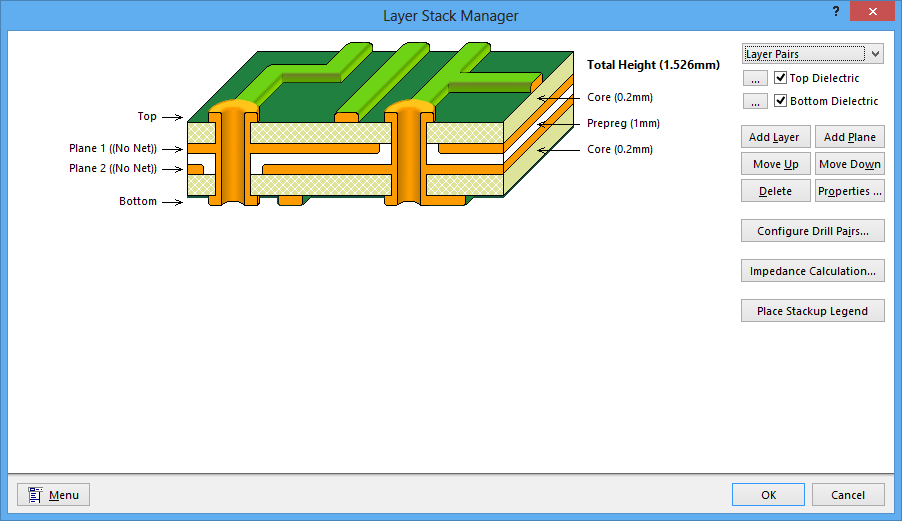 Layer Stack Manager
?
Total Height (1.526mm)
Core (0.2mm)
Prepreg (1mm)
Core (0.2mm)
Top
Plane 1 ((No Net))
Plane 2 ((No Net))
Bottom
Layer Pairs
... Top Dielectric
... Bottom Dielectric
Add Layer Add Plane
Move Up Move Down
Delete Properties ...
Configure Drill Pairs...
Impedance Calculation...
Place Stackup Legend
Menu OK Cancel